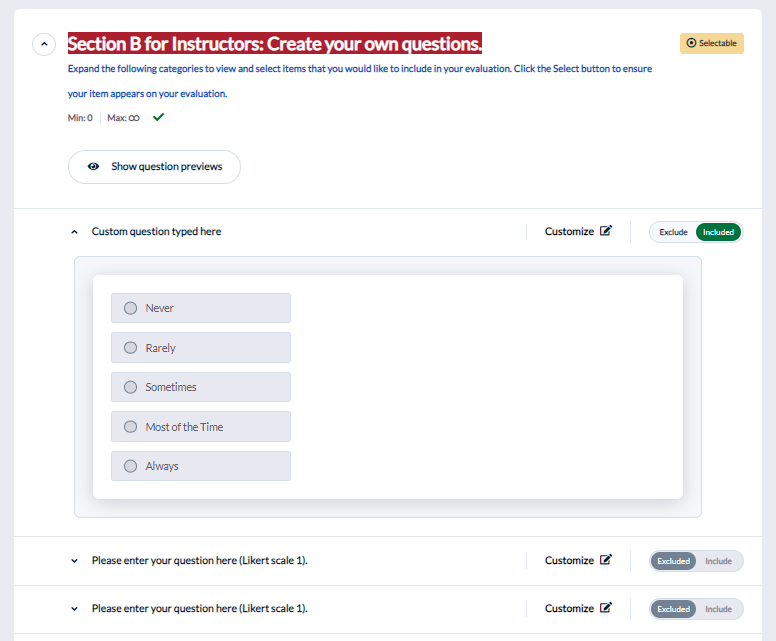 Section B for Instructors: Create your own questions.
Selectable
Expand the following categories to view and select items that you would like to include in your evaluation. Click the Select button to ensure
your item appears on your evaluation.
Min: 0 Max: ∞
Show question previews
Custom question typed here Customize Exclude Included
Never
Rarely
Sometimes
Most of the Time
Always
Please enter your question here (Likert scale 1). Customize Excluded Include
Please enter your question here (Likert scale 1). Customize Excluded Include